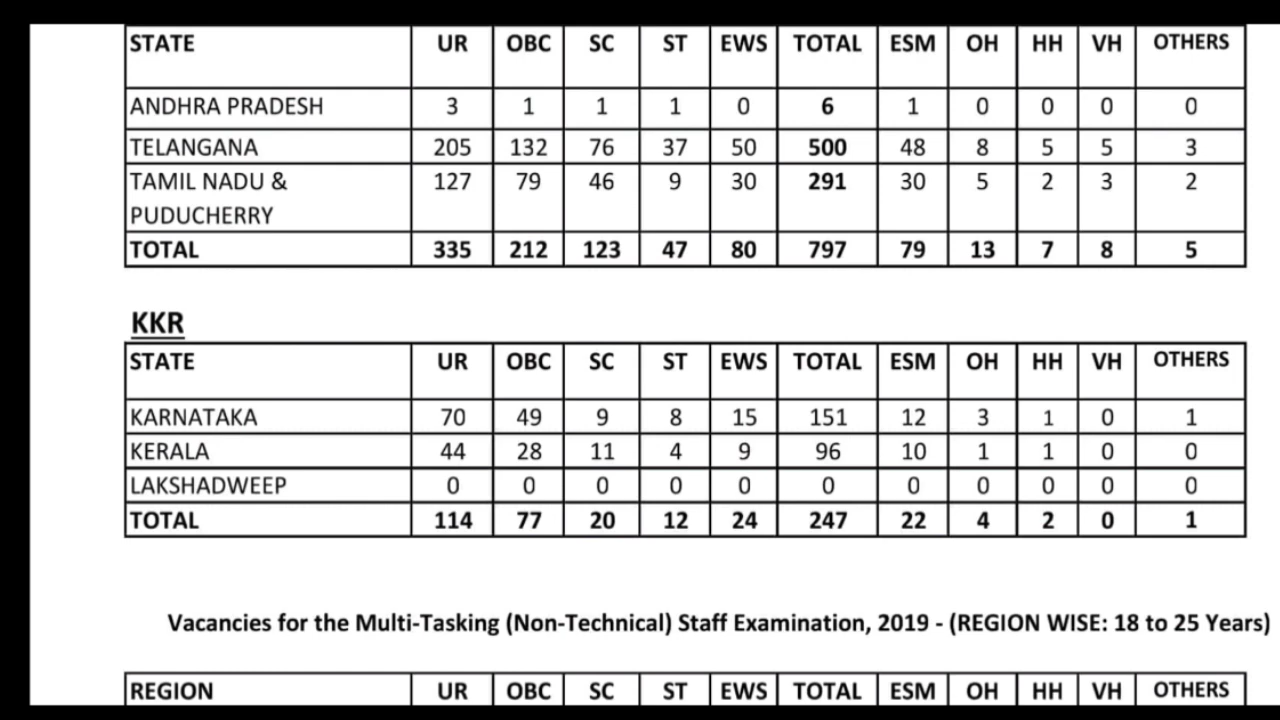 STATE UR OBC SC ST EWS TOTAL ESM OH HH VH OTHERS
ANDHRA PRADESH 3 1 1 1 0 6 1 0 0 0 0
TELANGANA 205 132 76 37 50 500 48 8 5 5 3
TAMIL NADU & 127 79 46 9 30 291 30 5 2 3 2
PUDUCHERRY
TOTAL 335 212 123 47 80 797 79 13 7 8 5
KKR
STATE UR OBC SC ST EWS TOTAL ESM OH HH VH OTHERS
KARNATAKA 70 49 9 8 15 151 12 3 1 0 1
KERALA 44 28 11 4 9 96 10 1 1 0 0
LAKSHADWEEP 0 0 0 0 0 0 0 0 0 0 0
TOTAL 114 77 20 12 24 247 22 4 2 0 1
Vacancies for the Multi-Tasking (Non-Technical) Staff Examination, 2019 - (REGION WISE: 18 to 25 Years)
REGION UR OBC SC ST EWS TOTAL ESM OH HH VH OTHERS